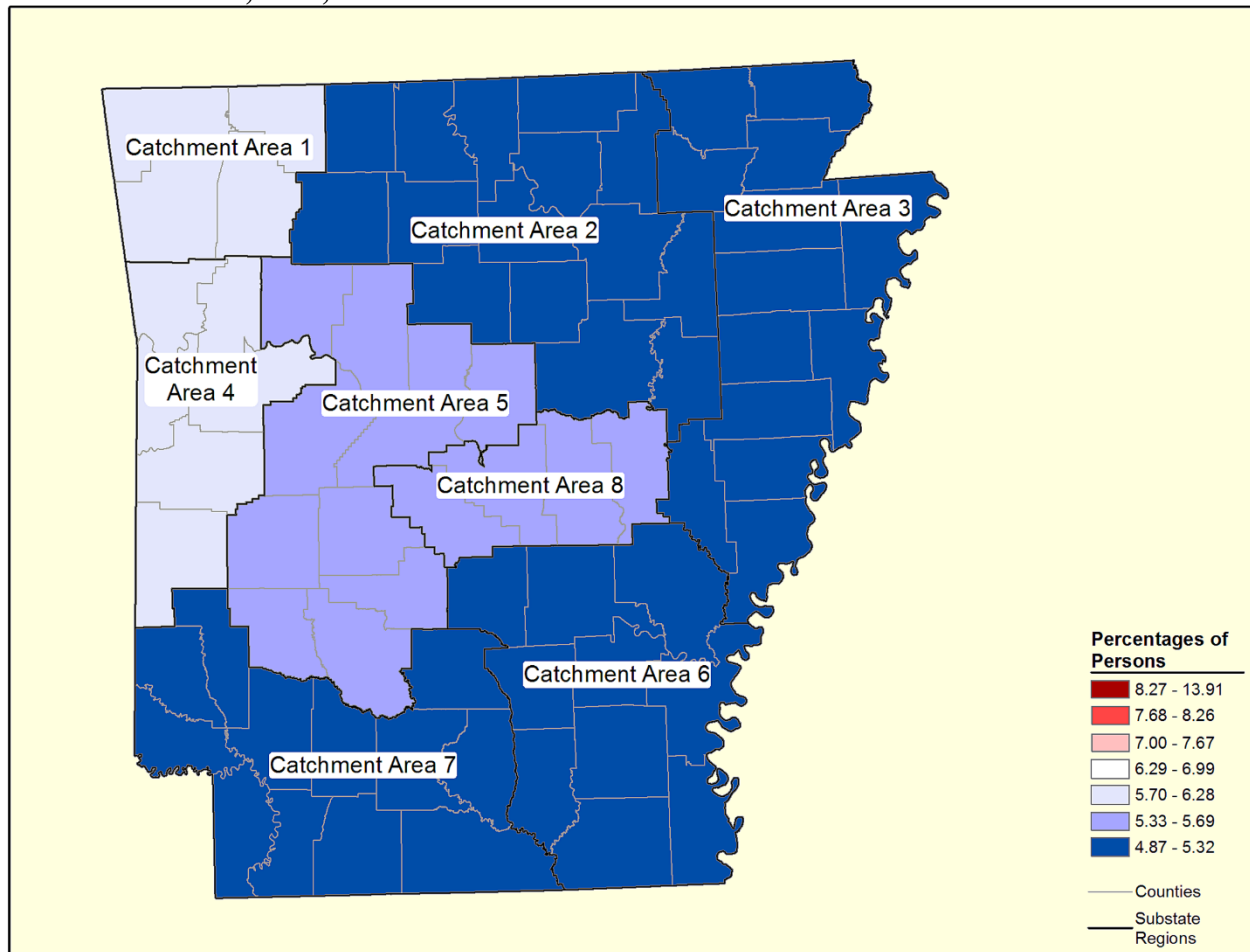 Catchment Area 1
Catchment Area 2
Catchment Area 3
Catchment
Area 4
Catchment Area 5
Catchment Area 8
Catchment Area 6
Catchment Area 7
Percentages of
Persons
8.27 - 13.91
7.68 - 8.26
7.00 - 7.67
6.29 - 6.99
5.70 - 6.28
5.33 - 5.69
4.87 - 5.32
Counties
Substate
Regions